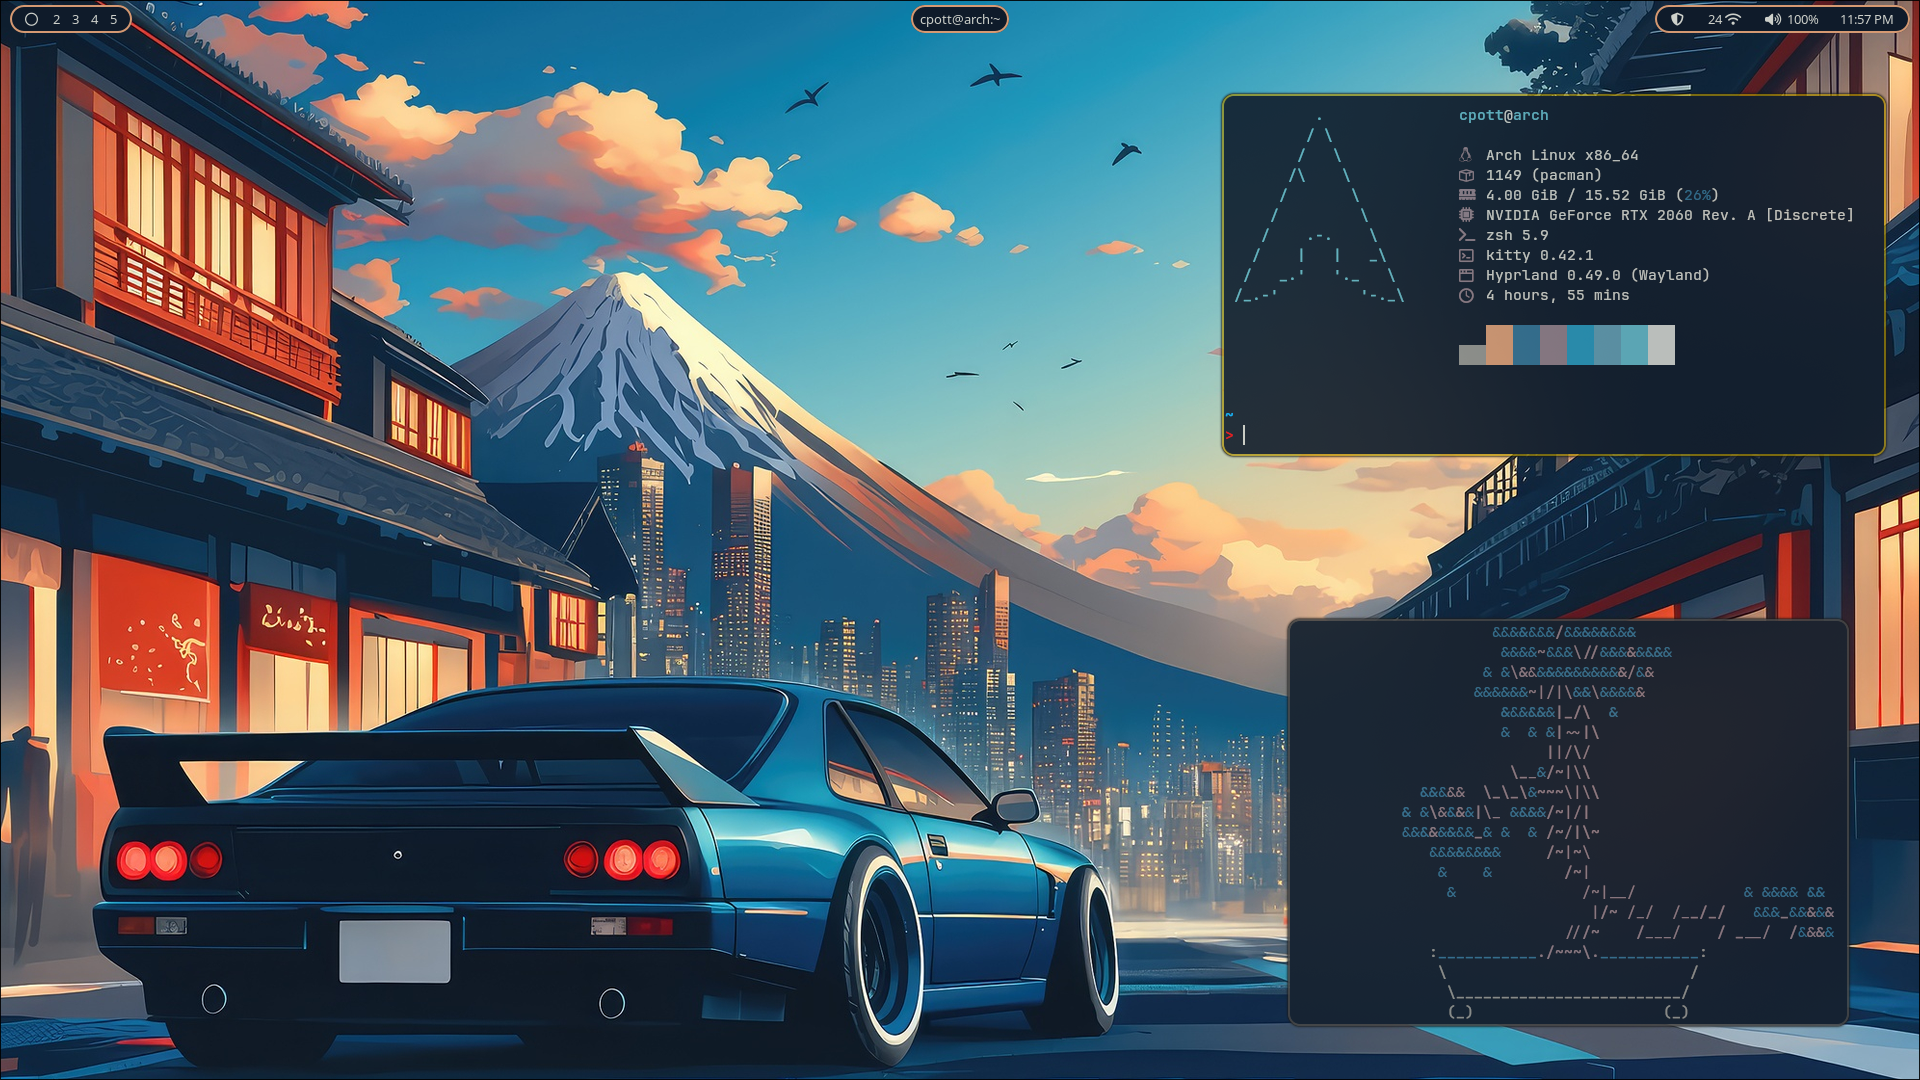 2 3 4 5
cpott@arch:~
24 100% 11:57 PM
cpott@arch
Arch Linux x86_64
1149 (pacman)
4.00 GiB / 15.52 GiB (26%)
NVIDIA GeForce RTX 2060 Rev. A [Discrete]
zsh 5.9
kitty 0.42.1
Hyprland 0.49.0 (Wayland)
4 hours, 55 mins
~
>